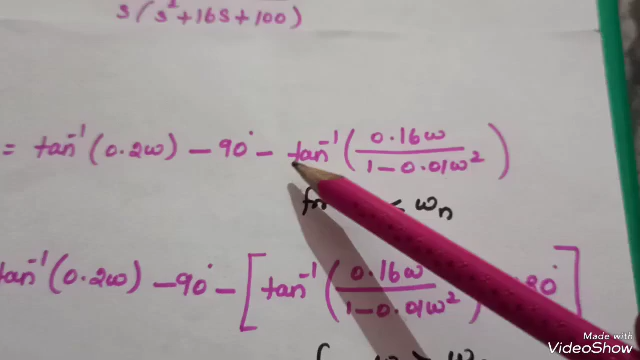 s(s²+16s+100)
= tan⁻¹(0.2ω) − 90° − tan⁻¹(0.16ω / 1−0.01ω²)
ωn
tan⁻¹(0.2ω) − 90° − [tan⁻¹(0.16ω / 1−0.01ω²)
Made with
VideoShow